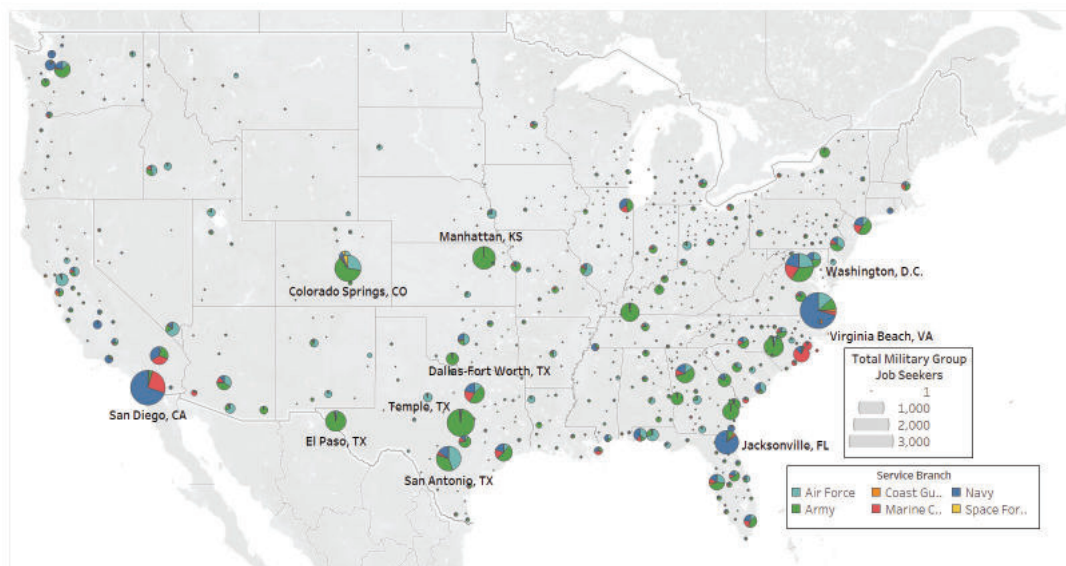 Manhattan, KS
Colorado Springs, CO
Washington, D.C.
Virginia Beach, VA
Dallas-Fort Worth, TX
San Diego, CA
Temple, TX
El Paso, TX
San Antonio, TX
Jacksonville, FL
Total Military Group
Job Seekers
1
1,000
2,000
3,000
Service Branch
Air Force
Coast Gu..
Navy
Army
Marine C..
Space For..